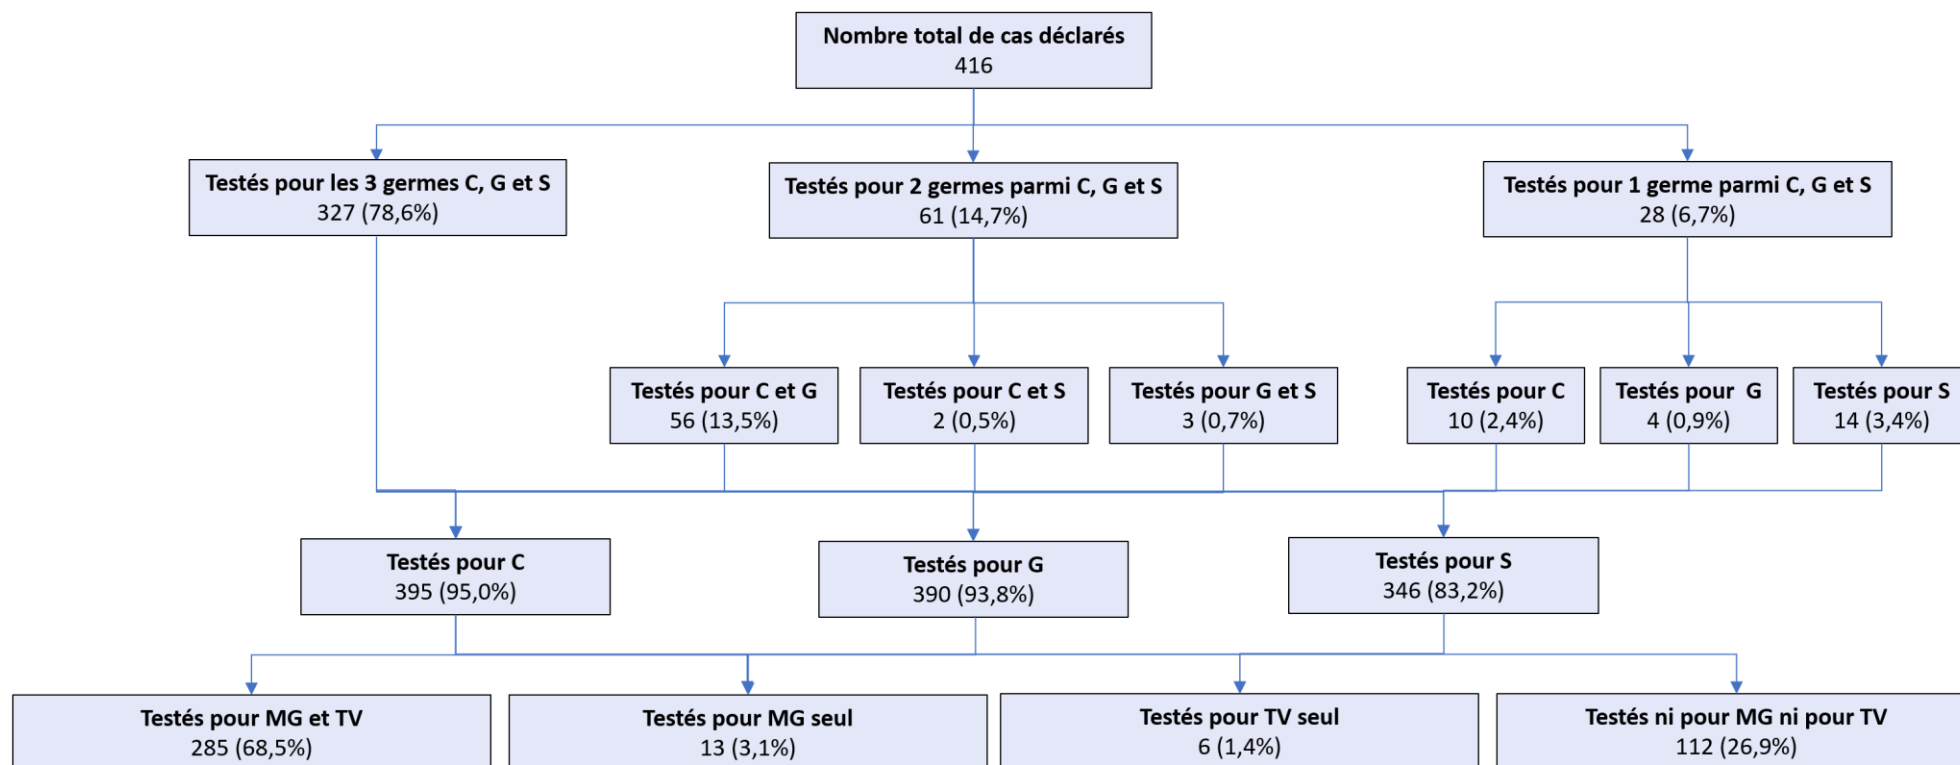 Nombre total de cas déclarés
416
Testés pour les 3 germes C, G et S
327 (78,6%)
Testés pour 2 germes parmi C, G et S
61 (14,7%)
Testés pour 1 germe parmi C, G et S
28 (6,7%)
Testés pour C et G
56 (13,5%)
Testés pour C et S
2 (0,5%)
Testés pour G et S
3 (0,7%)
Testés pour C
10 (2,4%)
Testés pour G
4 (0,9%)
Testés pour S
14 (3,4%)
Testés pour C
395 (95,0%)
Testés pour G
390 (93,8%)
Testés pour S
346 (83,2%)
Testés pour MG et TV
285 (68,5%)
Testés pour MG seul
13 (3,1%)
Testés pour TV seul
6 (1,4%)
Testés ni pour MG ni pour TV
112 (26,9%)